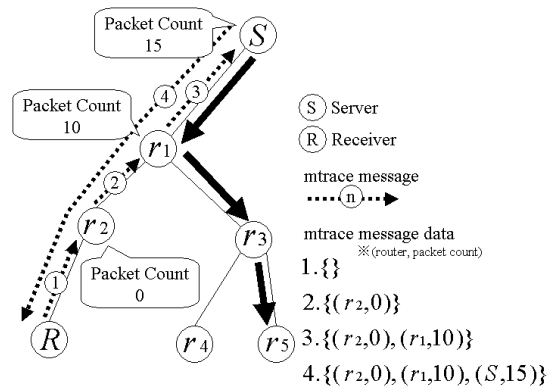 Packet Count
15
S
4
3
Packet Count
10
r1
S Server
R Receiver
2
mtrace message
n
r2
r3
mtrace message data
※(router, packet count)
Packet Count
0
1
1.{}
2.{(r2,0)}
R
r4
r5
3.{(r2,0),(r1,10)}
4.{(r2,0),(r1,10),(S,15)}